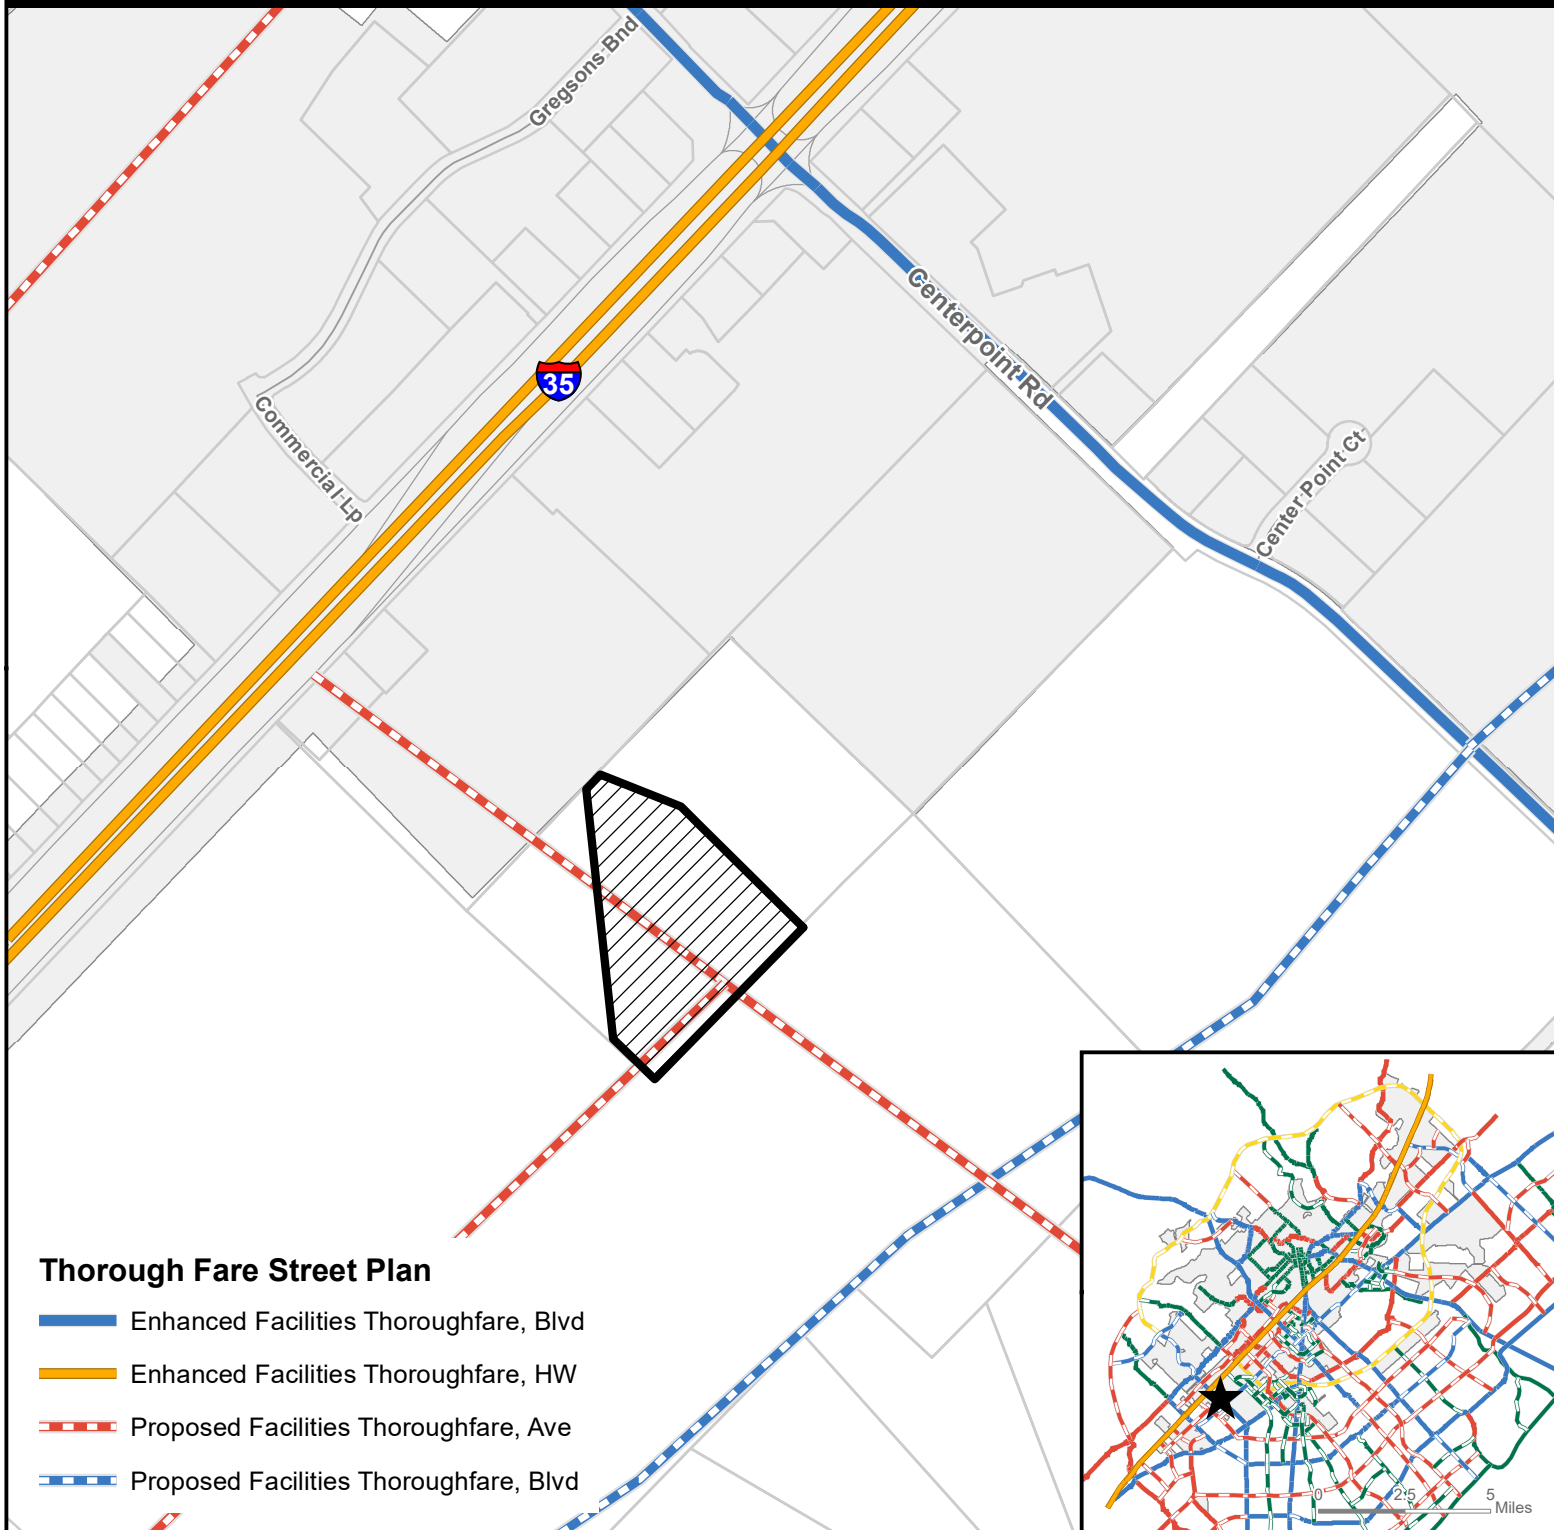 Gregsons Bnd
Centerpoint Rd
35
Commercial Lp
Center Point Ct
Thorough Fare Street Plan
Enhanced Facilities Thoroughfare, Blvd
Enhanced Facilities Thoroughfare, HW
Proposed Facilities Thoroughfare, Ave
Proposed Facilities Thoroughfare, Blvd
0 2.5 5
Miles